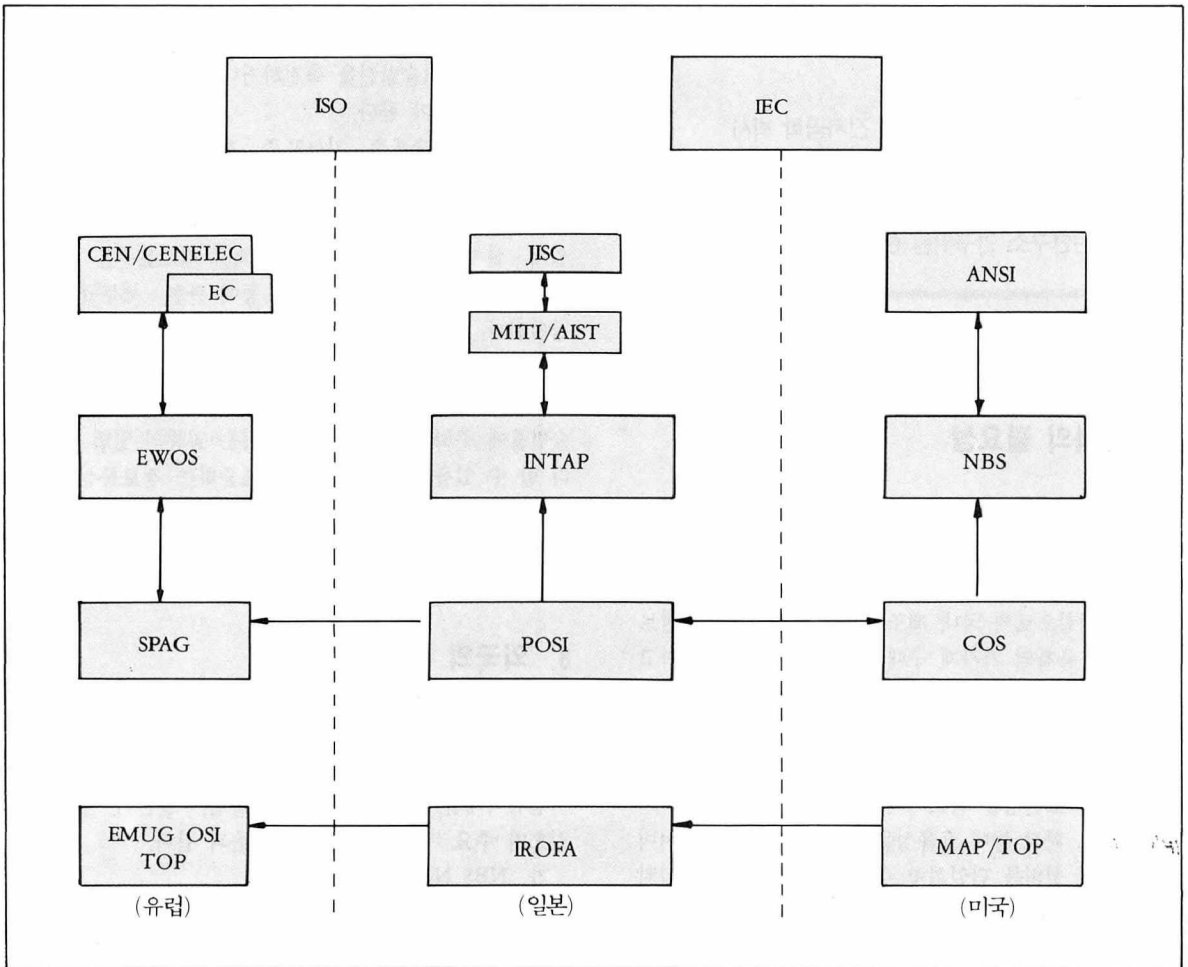 ISO
IEC
CEN/CENELEC
EC
JISC
MITI/AIST
ANSI
EWOS
INTAP
NBS
SPAG
POSI
COS
EMUG OSI
TOP
IROFA
MAP/TOP
(유럽)
(일본)
(미국)